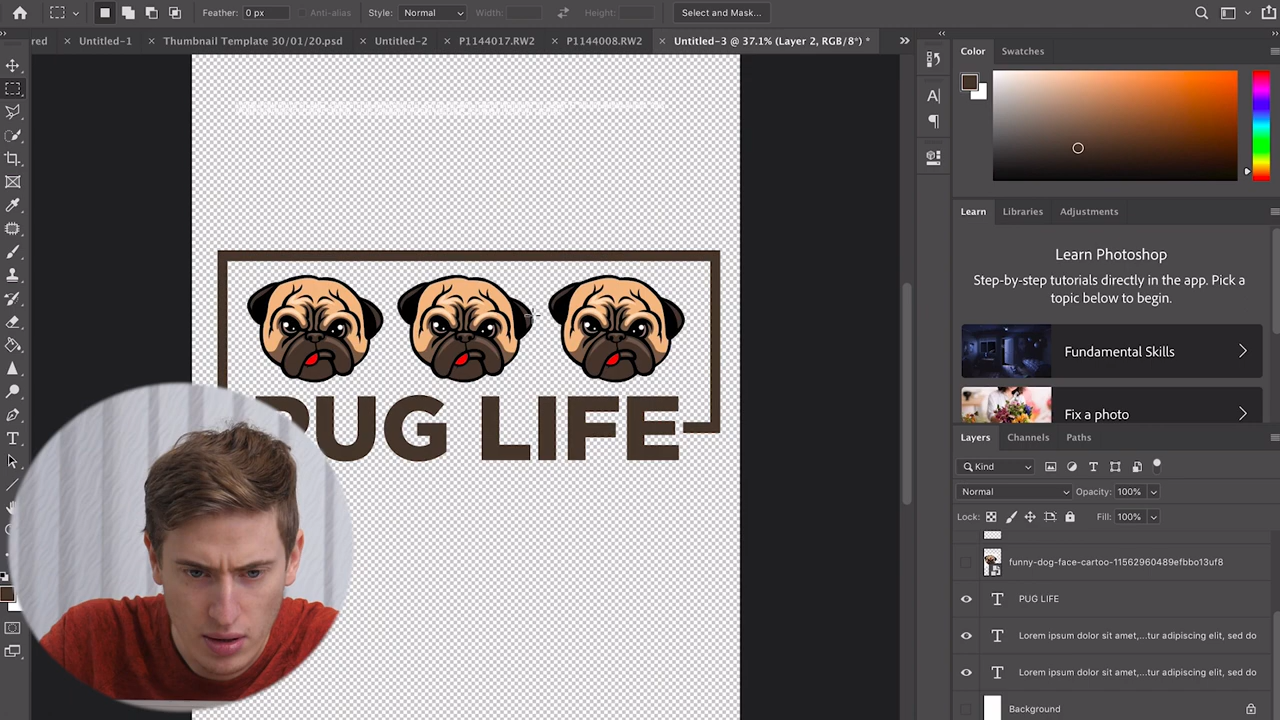 Feather: 0 px Anti-alias Style: Normal Width: Height: Select and Mask...
red Untitled-1 Thumbnail Template 30/01/20.psd Untitled-2 P1144017.RW2 P1144008.RW2 Untitled-3 @ 37.1% (Layer 2, RGB/8*) *
Color Swatches
Learn Libraries Adjustments
Learn Photoshop
Step-by-step tutorials directly in the app. Pick a
topic below to begin.
Fundamental Skills
Fix a photo
PUG LIFE
Layers Channels Paths
Kind
Normal Opacity: 100%
Lock: Fill: 100%
funny-dog-face-cartoo-11562960489efbbo13uf8
PUG LIFE
Lorem ipsum dolor sit amet,...tur adipiscing elit, sed do
Lorem ipsum dolor sit amet,...tur adipiscing elit, sed do
Background